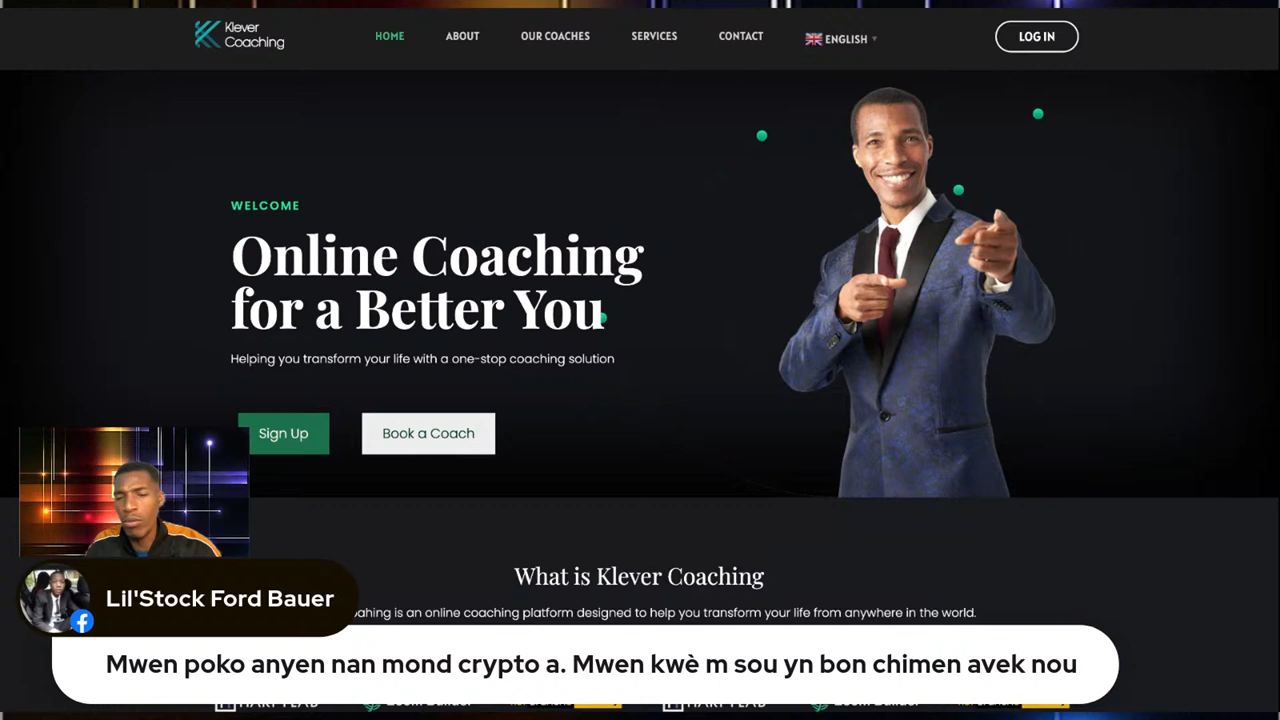 Klever
Coaching
HOME
ABOUT
OUR COACHES
SERVICES
CONTACT
ENGLISH
LOG IN
WELCOME
Online Coaching
for a Better You
Helping you transform your life with a one-stop coaching solution
Sign Up
Book a Coach
What is Klever Coaching
is an online coaching platform designed to help you transform your life from anywhere in the world.
Lil'Stock Ford Bauer
Mwen poko anyen nan mond crypto a. Mwen kwè m sou yn bon chimen avek nou